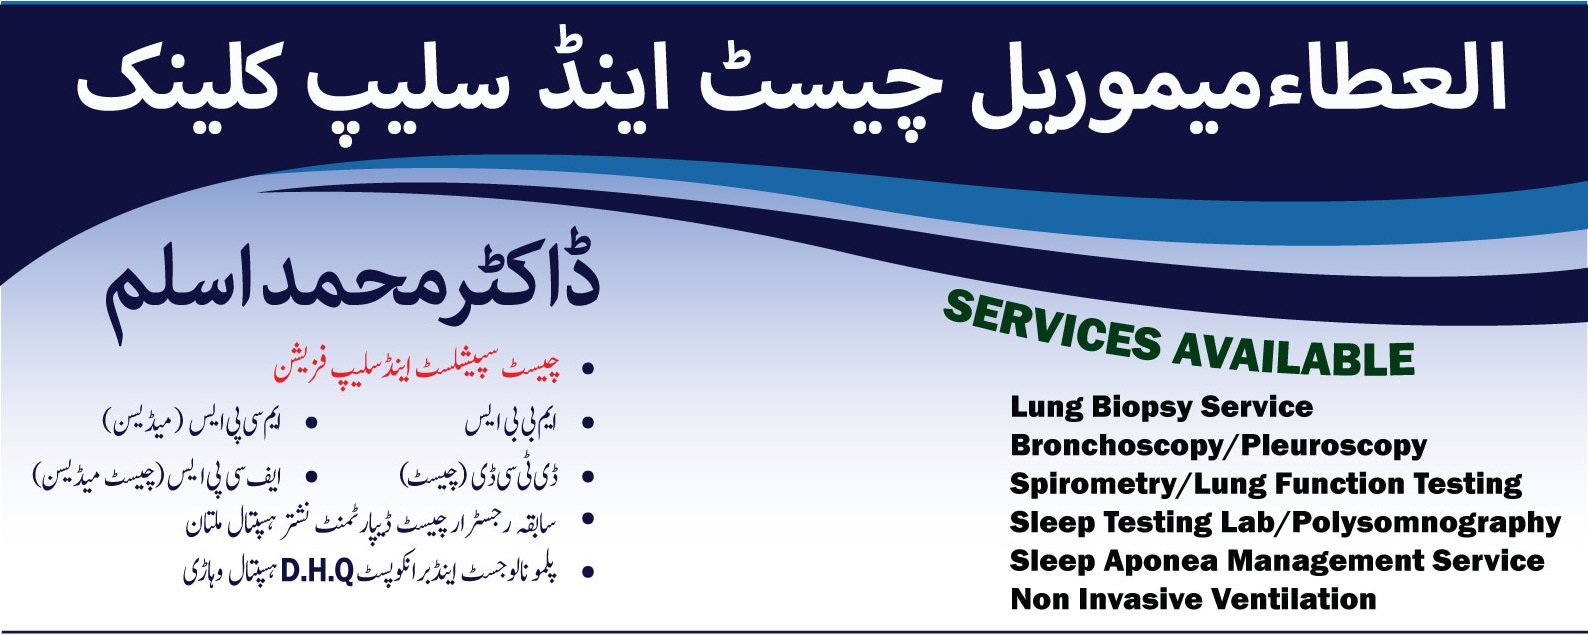 العطاء میموریل چیسٹ اینڈ سلیپ کلینک
ڈاکٹر محمد اسلم
• چیسٹ سپیشلسٹ اینڈ سلیپ فزیشن
• ایم بی بی ایس • ایم سی پی ایس (میڈیسن)
• ڈی ٹی سی ڈی (چیسٹ) • ایف سی پی ایس (چیسٹ میڈیسن)
• سابقہ رجسٹرار چیسٹ ڈیپارٹمنٹ نشتر ہسپتال ملتان
• پلمونالوجسٹ اینڈ برانکوپسٹ D.H.Q ہسپتال وہاڑی
SERVICES AVAILABLE
Lung Biopsy Service
Bronchoscopy/Pleuroscopy
Spirometry/Lung Function Testing
Sleep Testing Lab/Polysomnography
Sleep Aponea Management Service
Non Invasive Ventilation